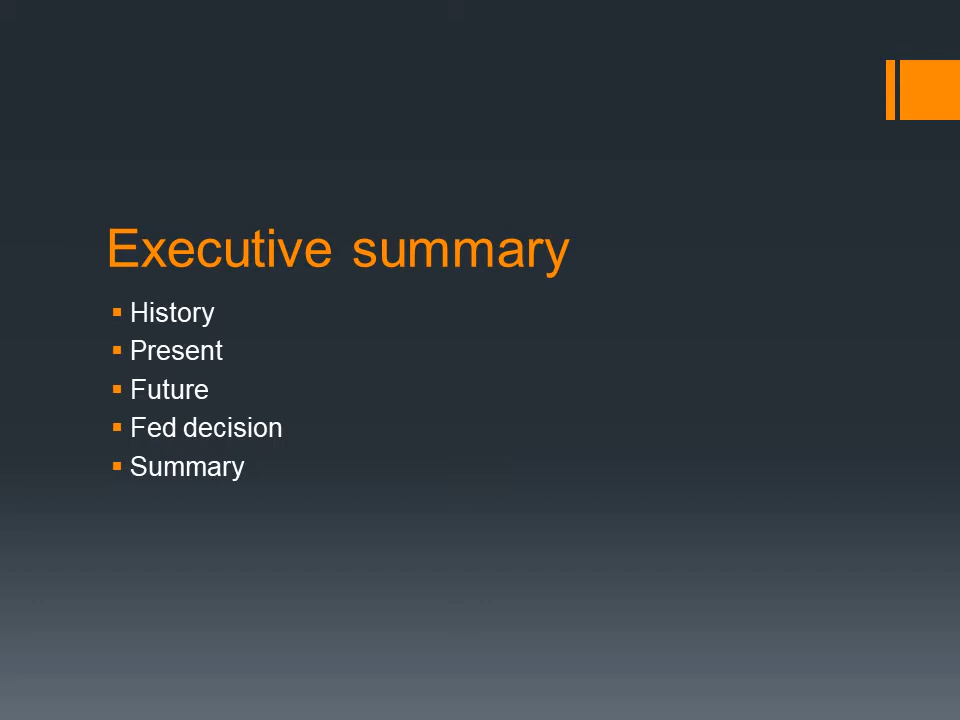 Executive summary
▪ History
▪ Present
▪ Future
▪ Fed decision
▪ Summary